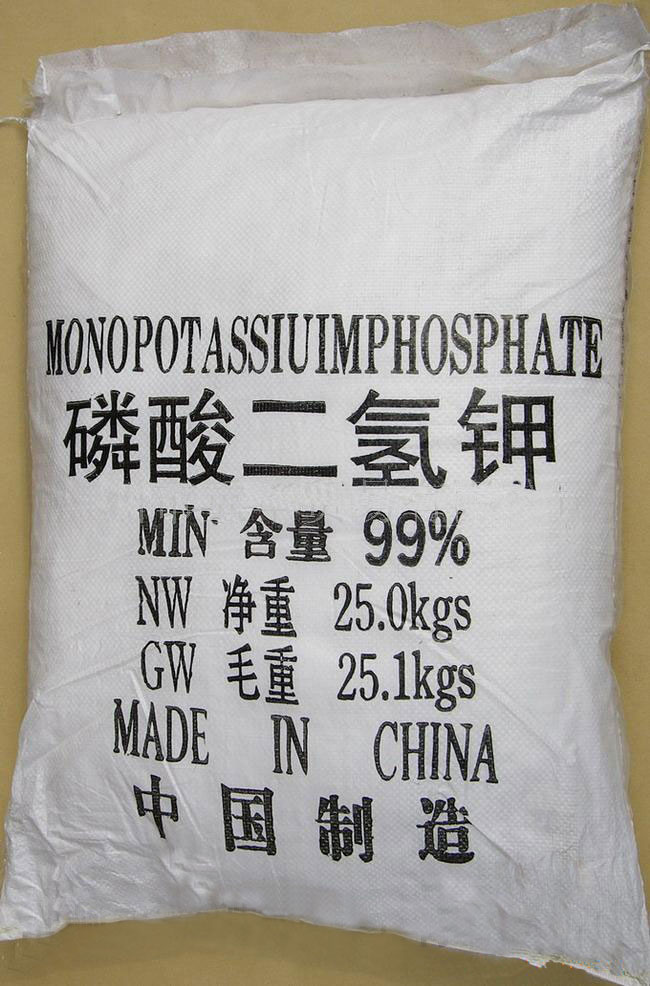 MONOPOTASSIUIMPHOSPHATE
磷酸二氢钾
MIN 含量 99%
NW 净重 25.0kgs
GW 毛重 25.1kgs
MADE IN CHINA
中国制造